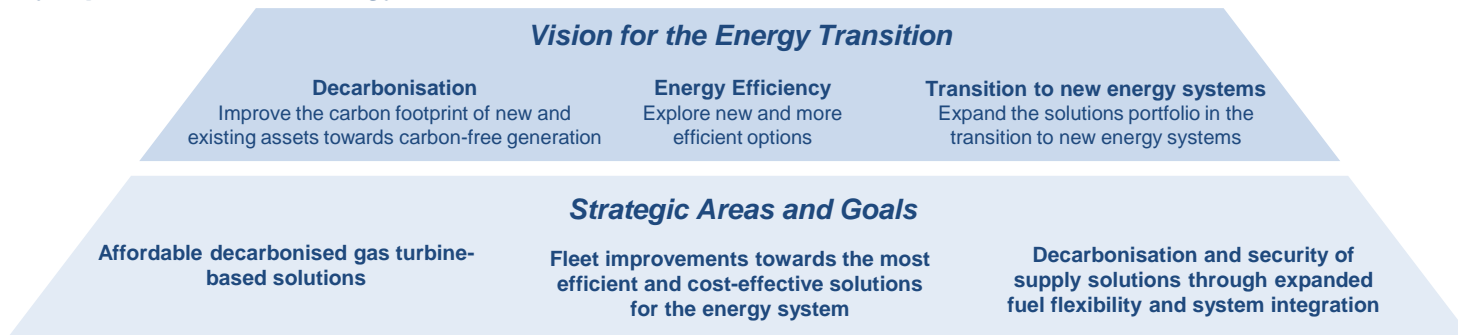 Vision for the Energy Transition
Decarbonisation
Improve the carbon footprint of new and
existing assets towards carbon-free generation
Energy Efficiency
Explore new and more
efficient options
Transition to new energy systems
Expand the solutions portfolio in the
transition to new energy systems
Strategic Areas and Goals
Affordable decarbonised gas turbine-
based solutions
Fleet improvements towards the most
efficient and cost-effective solutions
for the energy system
Decarbonisation and security of
supply solutions through expanded
fuel flexibility and system integration